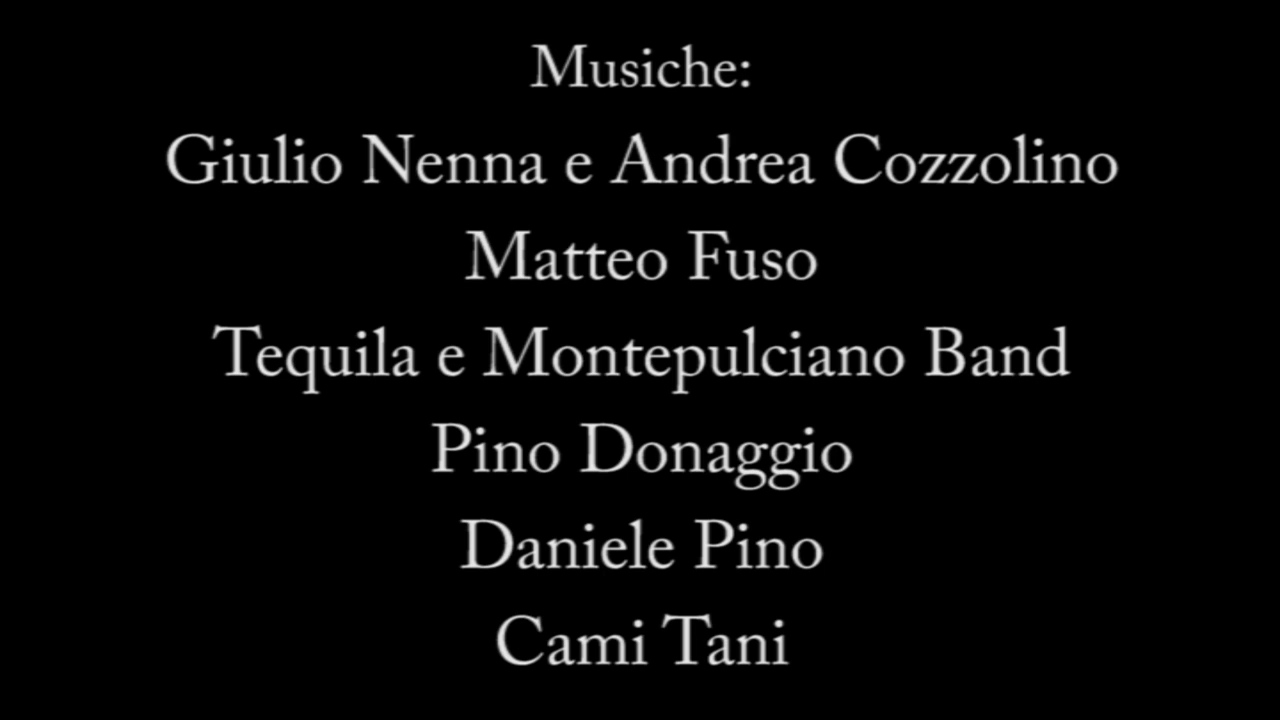 Musiche:
Giulio Nenna e Andrea Cozzolino
Matteo Fuso
Tequila e Montepulciano Band
Pino Donaggio
Daniele Pino
Cami Tani